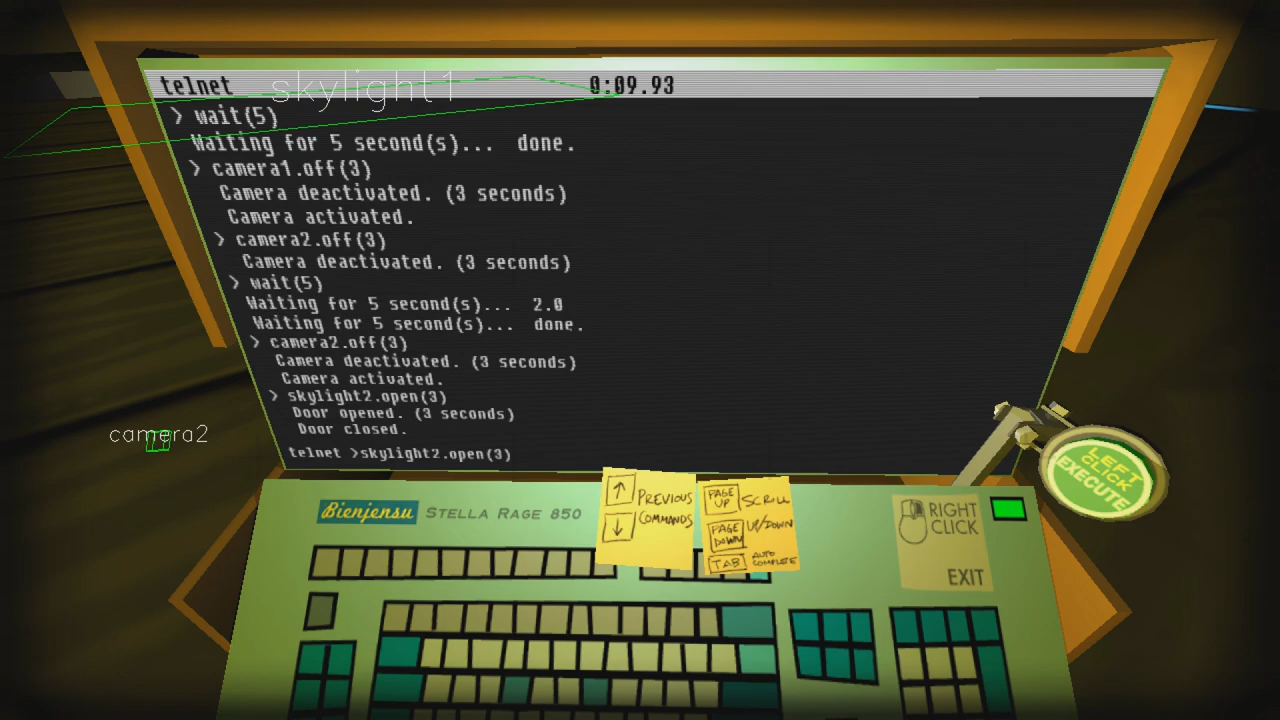 telnet
skylight1
0:09.93
> wait(5)
Waiting for 5 second(s)... done.
> camera1.off(3)
Camera deactivated. (3 seconds)
Camera activated.
> camera2.off(3)
Camera deactivated. (3 seconds)
> wait(5)
Waiting for 5 second(s)... 2.0
Waiting for 5 second(s)... done.
> camera2.off(3)
Camera deactivated. (3 seconds)
Camera activated.
> skylight2.open(3)
Door opened. (3 seconds)
Door closed.
telnet >skylight2.open(3)
camera2
LEFT
CLICK
EXECUTE
Bienjensu STELLA RAGE 850
↑ PREVIOUS
↓ COMMANDS
PAGE UP SCROLL
PAGE DOWN UP/DOWN
TAB AUTO COMPLETE
RIGHT
CLICK
EXIT